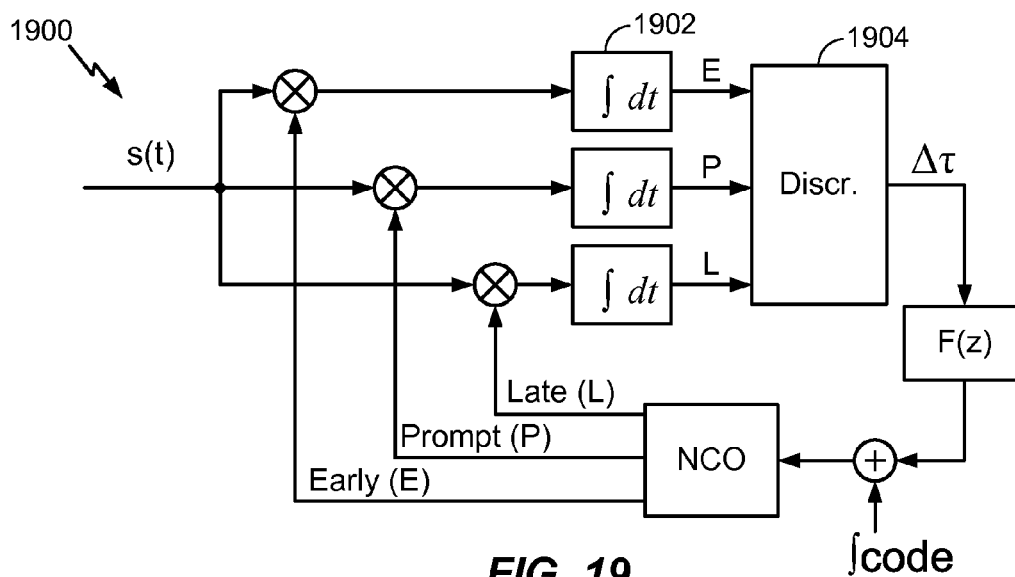 1900
1902
1904
∫ dt
E
s(t)
∫ dt
P
Discr.
Δτ
∫ dt
L
F(z)
Late (L)
Prompt (P)
NCO
+
Early (E)
∫code
FIG. 19